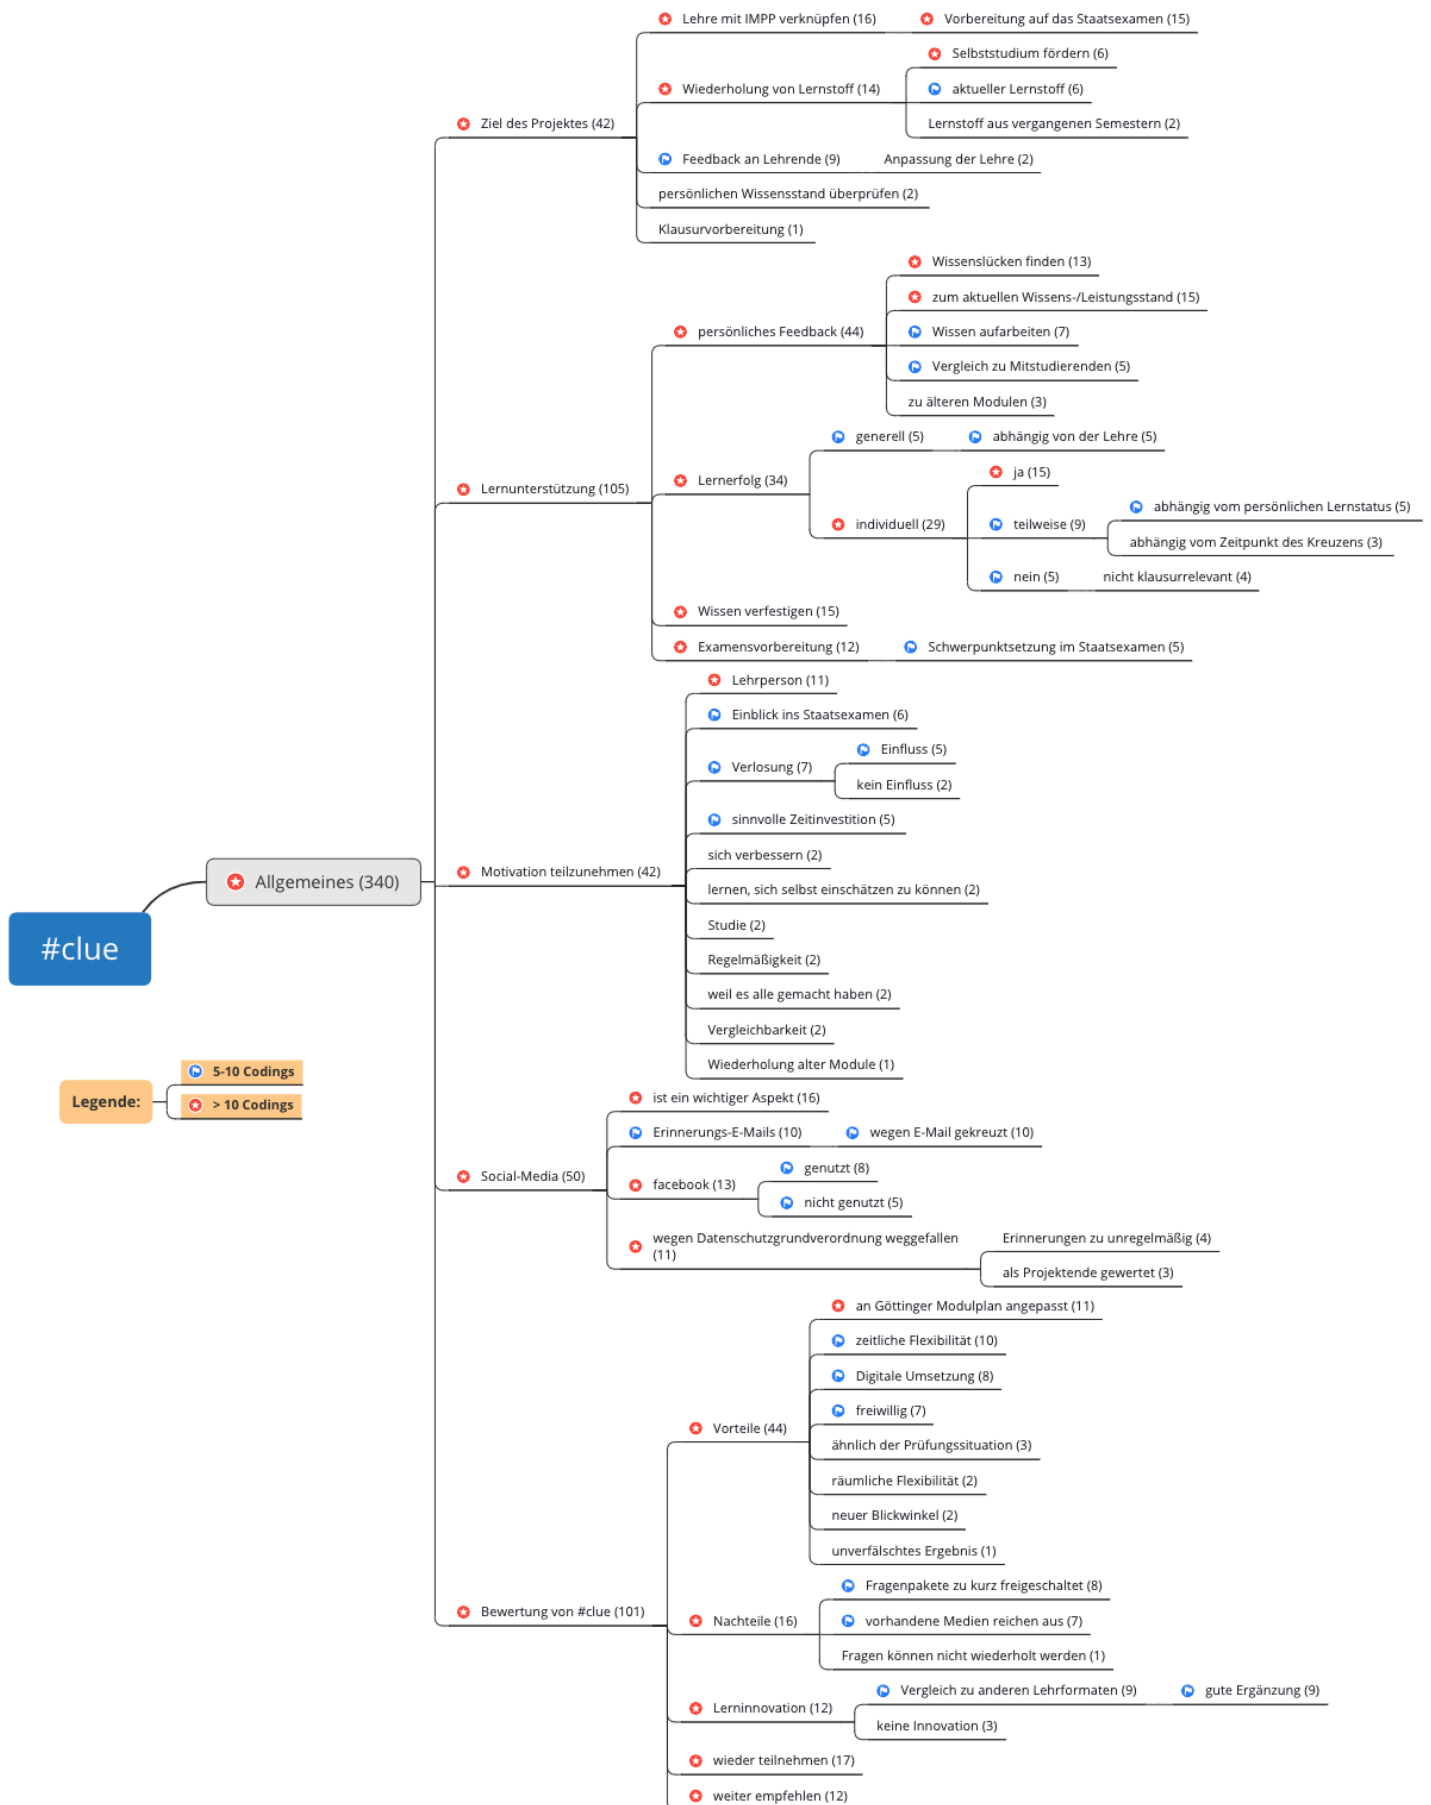 Lehre mit IMPP verknüpfen (16)
Vorbereitung auf das Staatsexamen (15)
Selbststudium fördern (6)
Wiederholung von Lernstoff (14)
aktueller Lernstoff (6)
Ziel des Projektes (42)
Lernstoff aus vergangenen Semestern (2)
Feedback an Lehrende (9)
Anpassung der Lehre (2)
persönlichen Wissensstand überprüfen (2)
Klausurvorbereitung (1)
Wissenslücken finden (13)
zum aktuellen Wissens-/Leistungsstand (15)
persönliches Feedback (44)
Wissen aufarbeiten (7)
Vergleich zu Mitstudierenden (5)
zu älteren Modulen (3)
generell (5)
abhängig von der Lehre (5)
Lernunterstützung (105)
Lernerfolg (34)
ja (15)
individuell (29)
teilweise (9)
abhängig vom persönlichen Lernstatus (5)
abhängig vom Zeitpunkt des Kreuzens (3)
nein (5)
nicht klausurrelevant (4)
Wissen verfestigen (15)
Examensvorbereitung (12)
Schwerpunktsetzung im Staatsexamen (5)
Lehrperson (11)
Einblick ins Staatsexamen (6)
Verlosung (7)
Einfluss (5)
kein Einfluss (2)
sinnvolle Zeitinvestition (5)
sich verbessern (2)
Motivation teilzunehmen (42)
lernen, sich selbst einschätzen zu können (2)
Studie (2)
Regelmäßigkeit (2)
weil es alle gemacht haben (2)
Vergleichbarkeit (2)
Wiederholung alter Module (1)
Allgemeines (340)
#clue
Legende:
5-10 Codings
> 10 Codings
ist ein wichtiger Aspekt (16)
Erinnerungs-E-Mails (10)
wegen E-Mail gekreuzt (10)
Social-Media (50)
facebook (13)
genutzt (8)
nicht genutzt (5)
wegen Datenschutzgrundverordnung weggefallen
(11)
Erinnerungen zu unregelmäßig (4)
als Projektende gewertet (3)
an Göttinger Modulplan angepasst (11)
zeitliche Flexibilität (10)
Digitale Umsetzung (8)
freiwillig (7)
Vorteile (44)
ähnlich der Prüfungssituation (3)
räumliche Flexibilität (2)
neuer Blickwinkel (2)
unverfälschtes Ergebnis (1)
Bewertung von #clue (101)
Fragenpakete zu kurz freigeschaltet (8)
Nachteile (16)
vorhandene Medien reichen aus (7)
Fragen können nicht wiederholt werden (1)
Lerninnovation (12)
Vergleich zu anderen Lehrformaten (9)
gute Ergänzung (9)
keine Innovation (3)
wieder teilnehmen (17)
weiter empfehlen (12)